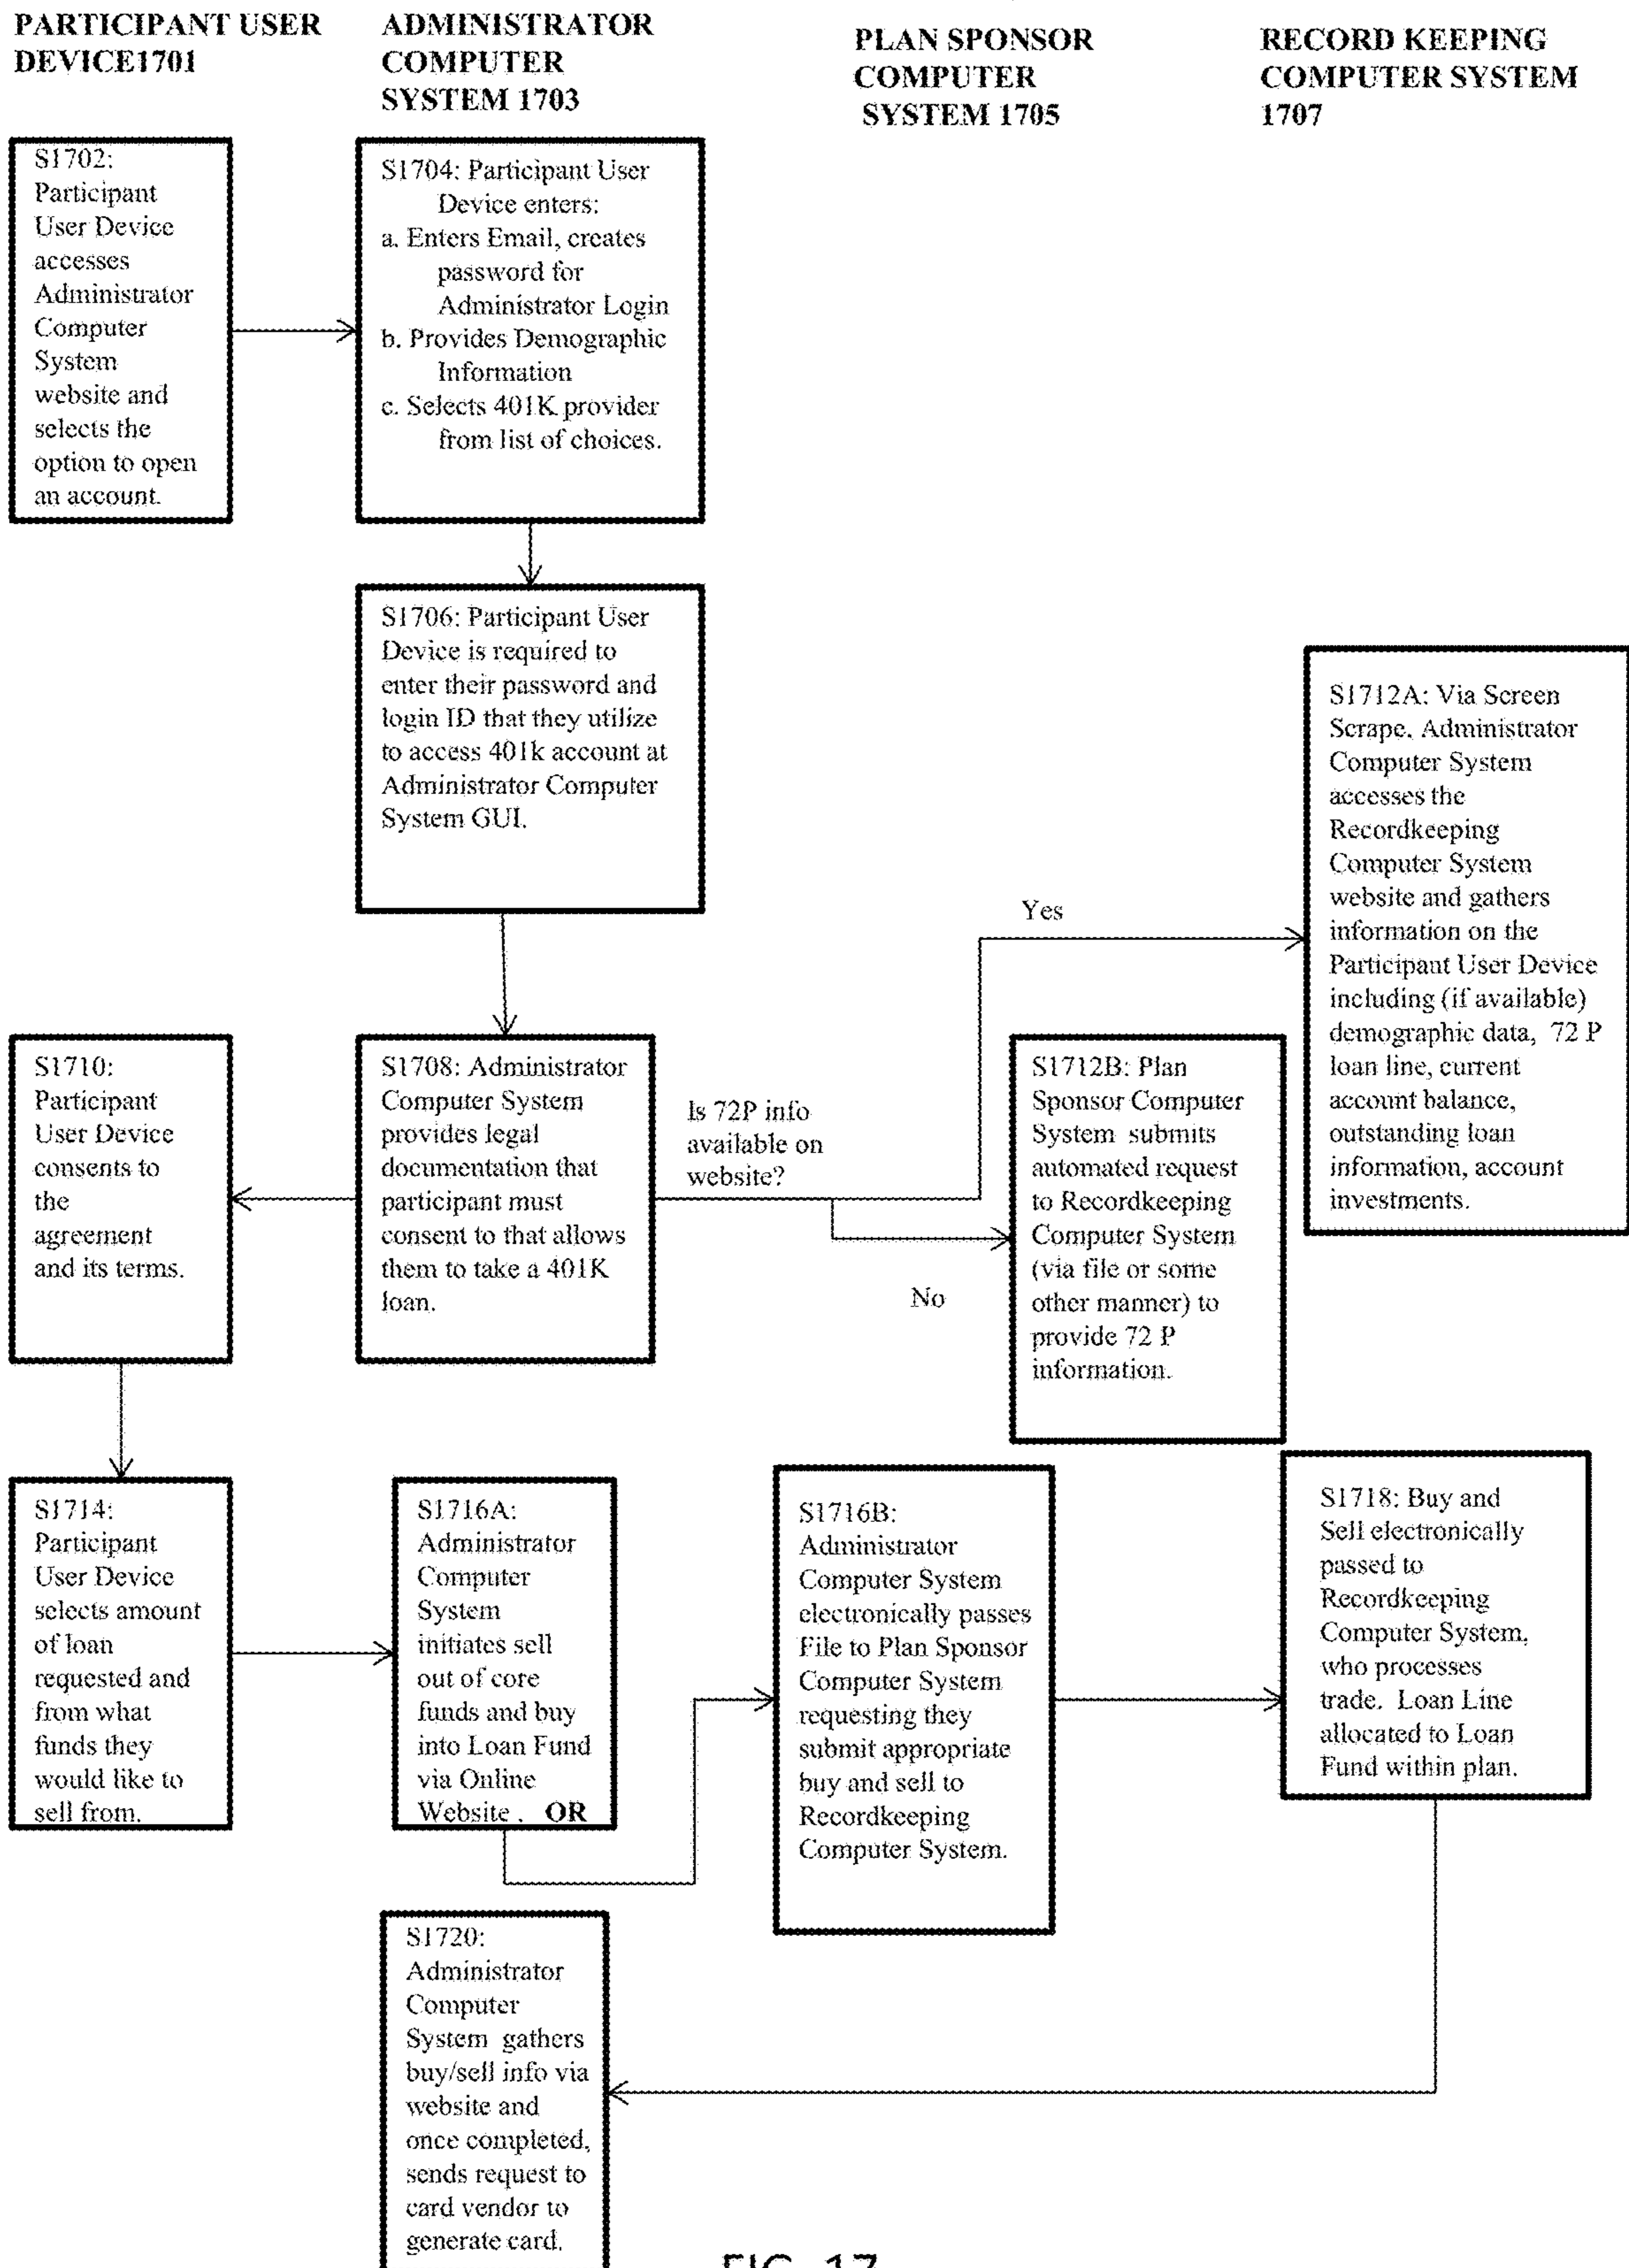 PARTICIPANT USER
DEVICE1701
ADMINISTRATOR
COMPUTER
SYSTEM 1703
PLAN SPONSOR
COMPUTER
SYSTEM 1705
RECORD KEEPING
COMPUTER SYSTEM
1707
S1702:
Participant
User Device
accesses
Administrator
Computer
System
website and
selects the
option to open
an account.
S1704: Participant User
Device enters:
a. Enters Email, creates
password for
Administrator Login
b. Provides Demographic
Information
c. Selects 401K provider
from list of choices.
S1706: Participant User
Device is required to
enter their password and
login ID that they utilize
to access 401k account at
Administrator Computer
System GUI.
S1712A: Via Screen
Scrape, Administrator
Computer System
accesses the
Recordkeeping
Computer System
website and gathers
information on the
Participant User Device
including (if available)
demographic data, 72 P
loan line, current
account balance,
outstanding loan
information, account
investments.
Yes
S1710:
Participant
User Device
consents to
the
agreement
and its terms.
S1708: Administrator
Computer System
provides legal
documentation that
participant must
consent to that allows
them to take a 401K
loan.
Is 72P info
available on
website?
No
S1712B: Plan
Sponsor Computer
System submits
automated request
to Recordkeeping
Computer System
(via file or some
other manner) to
provide 72 P
information.
S1714:
Participant
User Device
selects amount
of loan
requested and
from what
funds they
would like to
sell from.
S1716A:
Administrator
Computer
System
initiates sell
out of core
funds and buy
into Loan Fund
via Online
Website . OR
S1716B:
Administrator
Computer System
electronically passes
File to Plan Sponsor
Computer System
requesting they
submit appropriate
buy and sell to
Recordkeeping
Computer System.
S1718: Buy and
Sell electronically
passed to
Recordkeeping
Computer System,
who processes
trade. Loan Line
allocated to Loan
Fund within plan.
S1720:
Administrator
Computer
System gathers
buy/sell info via
website and
once completed,
sends request to
card vendor to
generate card.
FIG. 17